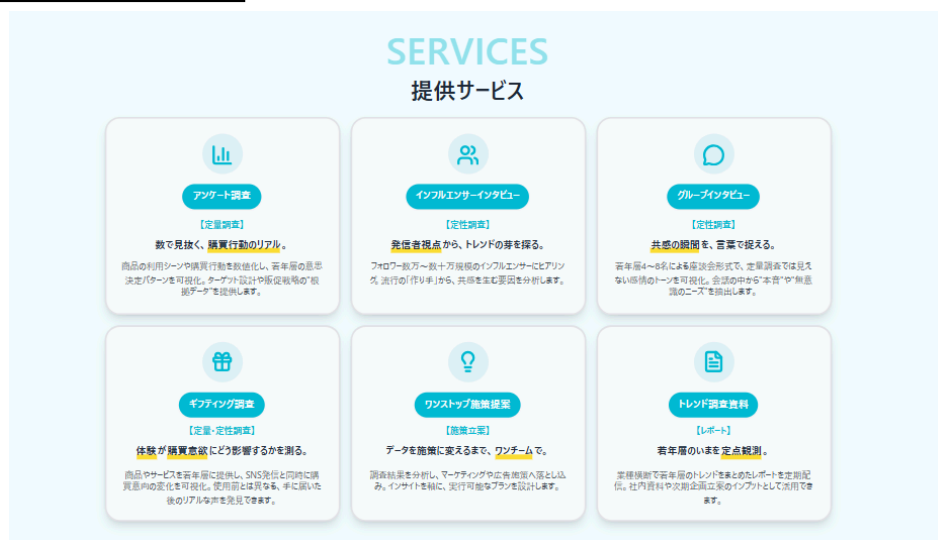 SERVICES
提供サービス
アンケート調査
【定量調査】
数で見抜く、購買行動のリアル。
商品の利用シーンや購買行動を数値化し、若年層の意思
決定パターンを可視化。ターゲット設計や販促戦略の“根
拠データ”を提供します。
インフルエンサーインタビュー
【定性調査】
発信者視点から、トレンドの芽を探る。
フォロワー数万～数十万規模のインフルエンサーにヒアリン
グ。流行の「作り手」から、共感を生む要因を分析します。
グループインタビュー
【定性調査】
共感の瞬間を、言葉で捉える。
若年層4～8名による座談会形式で、定量調査では見え
ない感情のトーンを可視化。会話の中から“本音”や“無意
識のニーズ”を抽出します。
ギフティング調査
【定量・定性調査】
体験が購買意欲にどう影響するかを測る。
商品やサービスを若年層に提供し、SNS発信と同時に購
買意向の変化を可視化。使用前とは異なる、手に届いた
後のリアルな声を発見できます。
ワンストップ施策提案
【施策立案】
データを施策に変えるまで、ワンチームで。
調査結果を分析し、マーケティングや広告施策へ落とし込
み。インサイトを軸に、実行可能なプランを設計します。
トレンド調査資料
【レポート】
若年層のいまを定点観測。
業種横断で若年層のトレンドをまとめたレポートを定期配
信。社内資料や次期企画立案のインプットとして活用でき
ます。